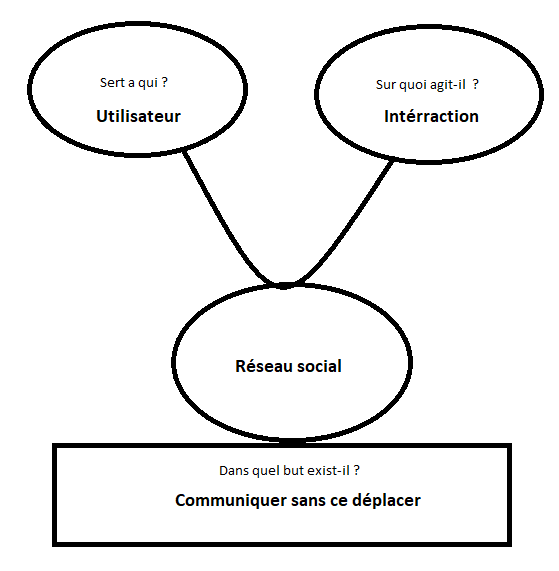 Sert a qui ?
Utilisateur
Sur quoi agit-il ?
Intérraction
Réseau social
Dans quel but exist-il ?
Communiquer sans ce déplacer